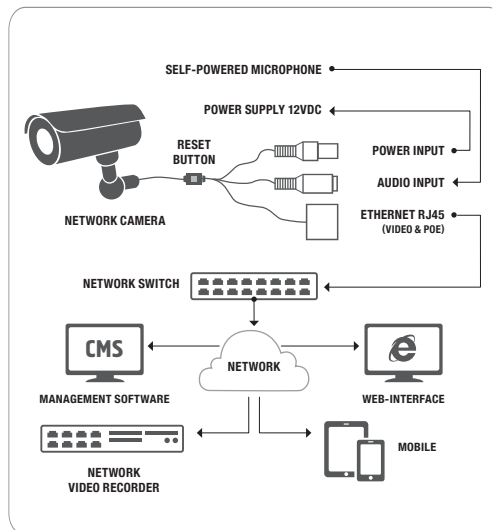 SELF-POWERED MICROPHONE
POWER SUPPLY 12VDC
RESET
BUTTON
POWER INPUT
AUDIO INPUT
NETWORK CAMERA
ETHERNET RJ45
(VIDEO & POE)
NETWORK SWITCH
CMS
NETWORK
e
MANAGEMENT SOFTWARE
WEB-INTERFACE
MOBILE
NETWORK
VIDEO RECORDER